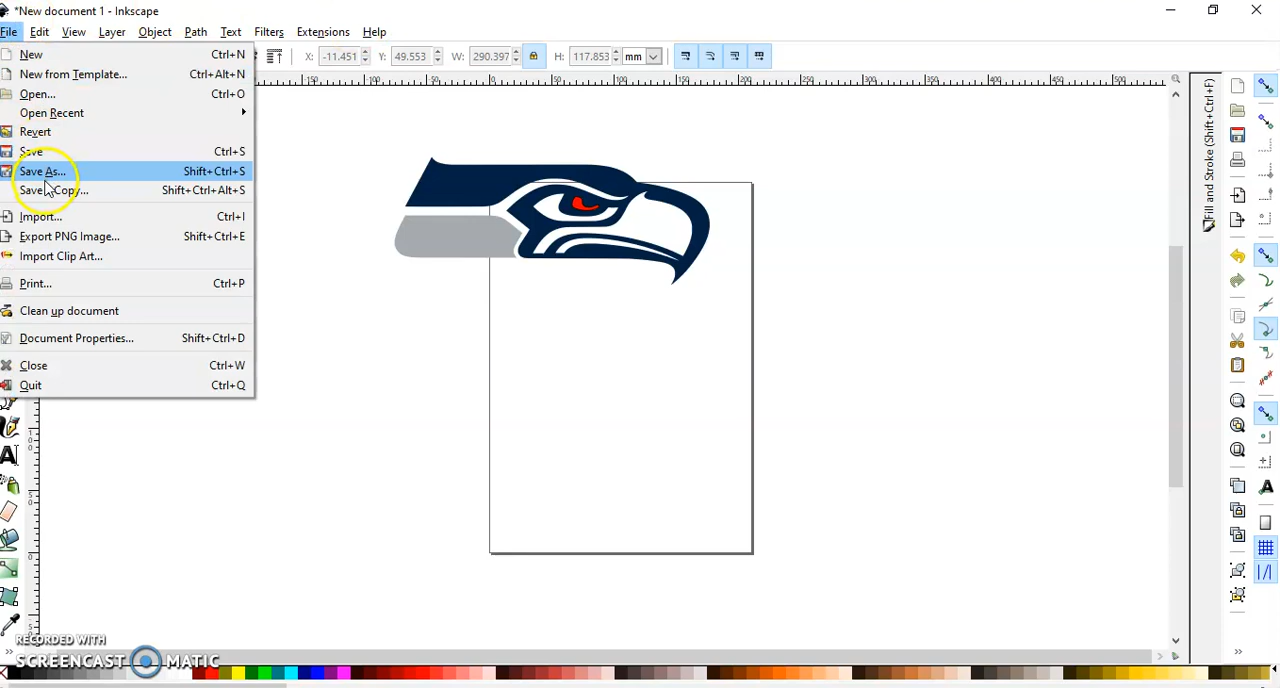 *New document 1 - Inkscape
File Edit View Layer Object Path Text Filters Extensions Help
X: -11.451 Y: 49.553 W: 290.397 H: 117.853 mm
New Ctrl+N
New from Template... Ctrl+Alt+N
Open... Ctrl+O
Open Recent
Revert
Save Ctrl+S
Save As... Shift+Ctrl+S
Save Copy... Shift+Ctrl+Alt+S
Import... Ctrl+I
Export PNG Image... Shift+Ctrl+E
Import Clip Art...
Print... Ctrl+P
Clean up document
Document Properties... Shift+Ctrl+D
Close Ctrl+W
Quit Ctrl+Q
Fill and Stroke (Shift+Ctrl+F)
RECORDED WITH
SCREENCAST MATIC